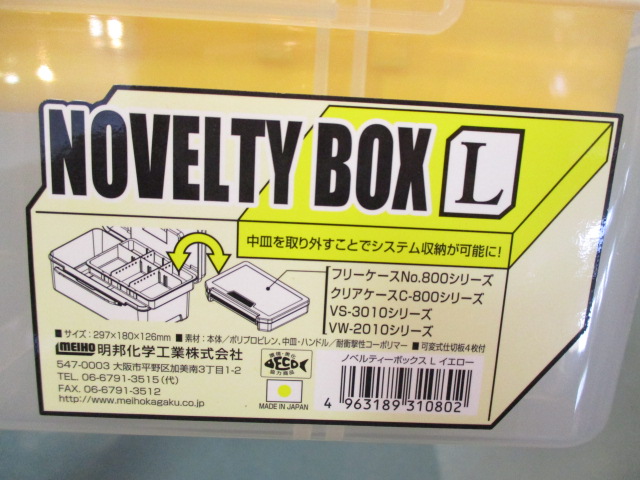 NOVELTY BOX L
中皿を取り外すことでシステム収納が可能に!
フリーケースNo.800シリーズ
クリアケースC-800シリーズ
VS-3010シリーズ
VW-2010シリーズ
■サイズ:297×180×126mm ■素材:本体/ポリプロピレン,中皿・ハンドル/耐衝撃性コーポリマー ■可変式仕切板4枚付
MEIHO 明邦化学工業株式会社
547-0003 大阪市平野区加美南3丁目1-2
TEL. 06-6791-3515(代)
FAX. 06-6791-3512
http://www.meihokagaku.co.jp
ECO
MADE IN JAPAN
ノベルティーボックス L イエロー
4 963189 310802